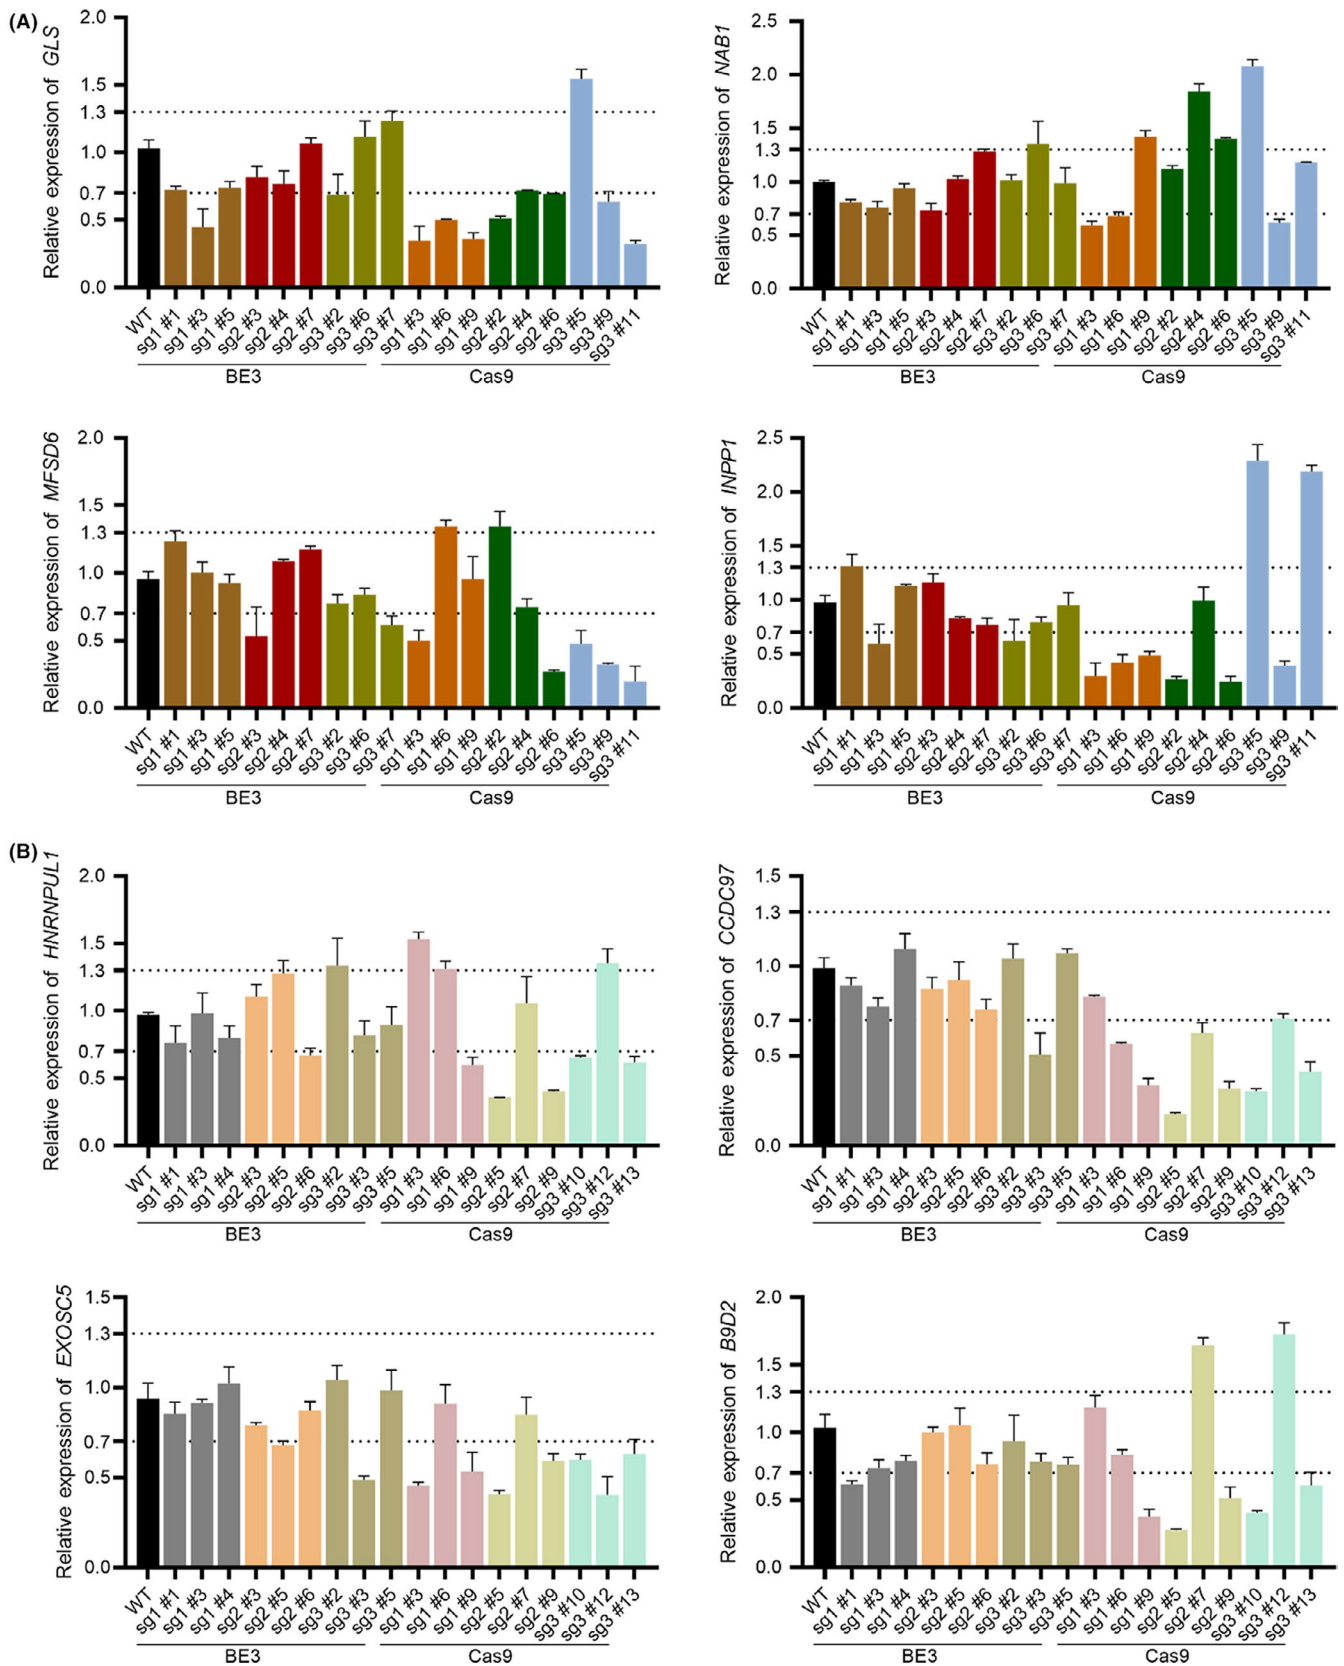 (A)
Relative expression of GLS
2.0
1.5
1.3
1.0
0.7
0.5
0.0
WT
sg1 #1
sg1 #3
sg1 #5
sg2 #3
sg2 #4
sg2 #7
sg3 #2
sg3 #6
sg3 #7
sg1 #3
sg1 #6
sg1 #9
sg2 #2
sg2 #4
sg2 #6
sg3 #5
sg3 #9
sg3 #11
BE3
Cas9
Relative expression of NAB1
2.5
2.0
1.5
1.3
1.0
0.7
0.5
0.0
WT
sg1 #1
sg1 #3
sg1 #5
sg2 #3
sg2 #4
sg2 #7
sg3 #2
sg3 #6
sg3 #7
sg1 #3
sg1 #6
sg1 #9
sg2 #2
sg2 #4
sg2 #6
sg3 #5
sg3 #9
sg3 #11
BE3
Cas9
Relative expression of MFSD6
2.0
1.5
1.3
1.0
0.7
0.5
0.0
WT
sg1 #1
sg1 #3
sg1 #5
sg2 #3
sg2 #4
sg2 #7
sg3 #2
sg3 #6
sg3 #7
sg1 #3
sg1 #6
sg1 #9
sg2 #2
sg2 #4
sg2 #6
sg3 #5
sg3 #9
sg3 #11
BE3
Cas9
Relative expression of INPP1
2.5
2.0
1.5
1.3
1.0
0.7
0.5
0.0
WT
sg1 #1
sg1 #3
sg1 #5
sg2 #3
sg2 #4
sg2 #7
sg3 #2
sg3 #6
sg3 #7
sg1 #3
sg1 #6
sg1 #9
sg2 #2
sg2 #4
sg2 #6
sg3 #5
sg3 #9
sg3 #11
BE3
Cas9
(B)
Relative expression of HNRNPUL1
2.0
1.5
1.3
1.0
0.7
0.5
0.0
WT
sg1 #1
sg1 #3
sg1 #4
sg2 #3
sg2 #5
sg2 #6
sg3 #2
sg3 #3
sg3 #5
sg1 #3
sg1 #6
sg1 #9
sg2 #5
sg2 #7
sg2 #9
sg3 #10
sg3 #12
sg3 #13
BE3
Cas9
Relative expression of CCDC97
1.5
1.3
1.0
0.7
0.5
0.0
WT
sg1 #1
sg1 #3
sg1 #4
sg2 #3
sg2 #5
sg2 #6
sg3 #2
sg3 #3
sg3 #5
sg1 #3
sg1 #6
sg1 #9
sg2 #5
sg2 #7
sg2 #9
sg3 #10
sg3 #12
sg3 #13
BE3
Cas9
Relative expression of EXOSC5
1.5
1.3
1.0
0.7
0.5
0.0
WT
sg1 #1
sg1 #3
sg1 #4
sg2 #3
sg2 #5
sg2 #6
sg3 #2
sg3 #3
sg3 #5
sg1 #3
sg1 #6
sg1 #9
sg2 #5
sg2 #7
sg2 #9
sg3 #10
sg3 #12
sg3 #13
BE3
Cas9
Relative expression of B9D2
2.0
1.5
1.3
1.0
0.7
0.5
0.0
WT
sg1 #1
sg1 #3
sg1 #4
sg2 #3
sg2 #5
sg2 #6
sg3 #2
sg3 #3
sg3 #5
sg1 #3
sg1 #6
sg1 #9
sg2 #5
sg2 #7
sg2 #9
sg3 #10
sg3 #12
sg3 #13
BE3
Cas9